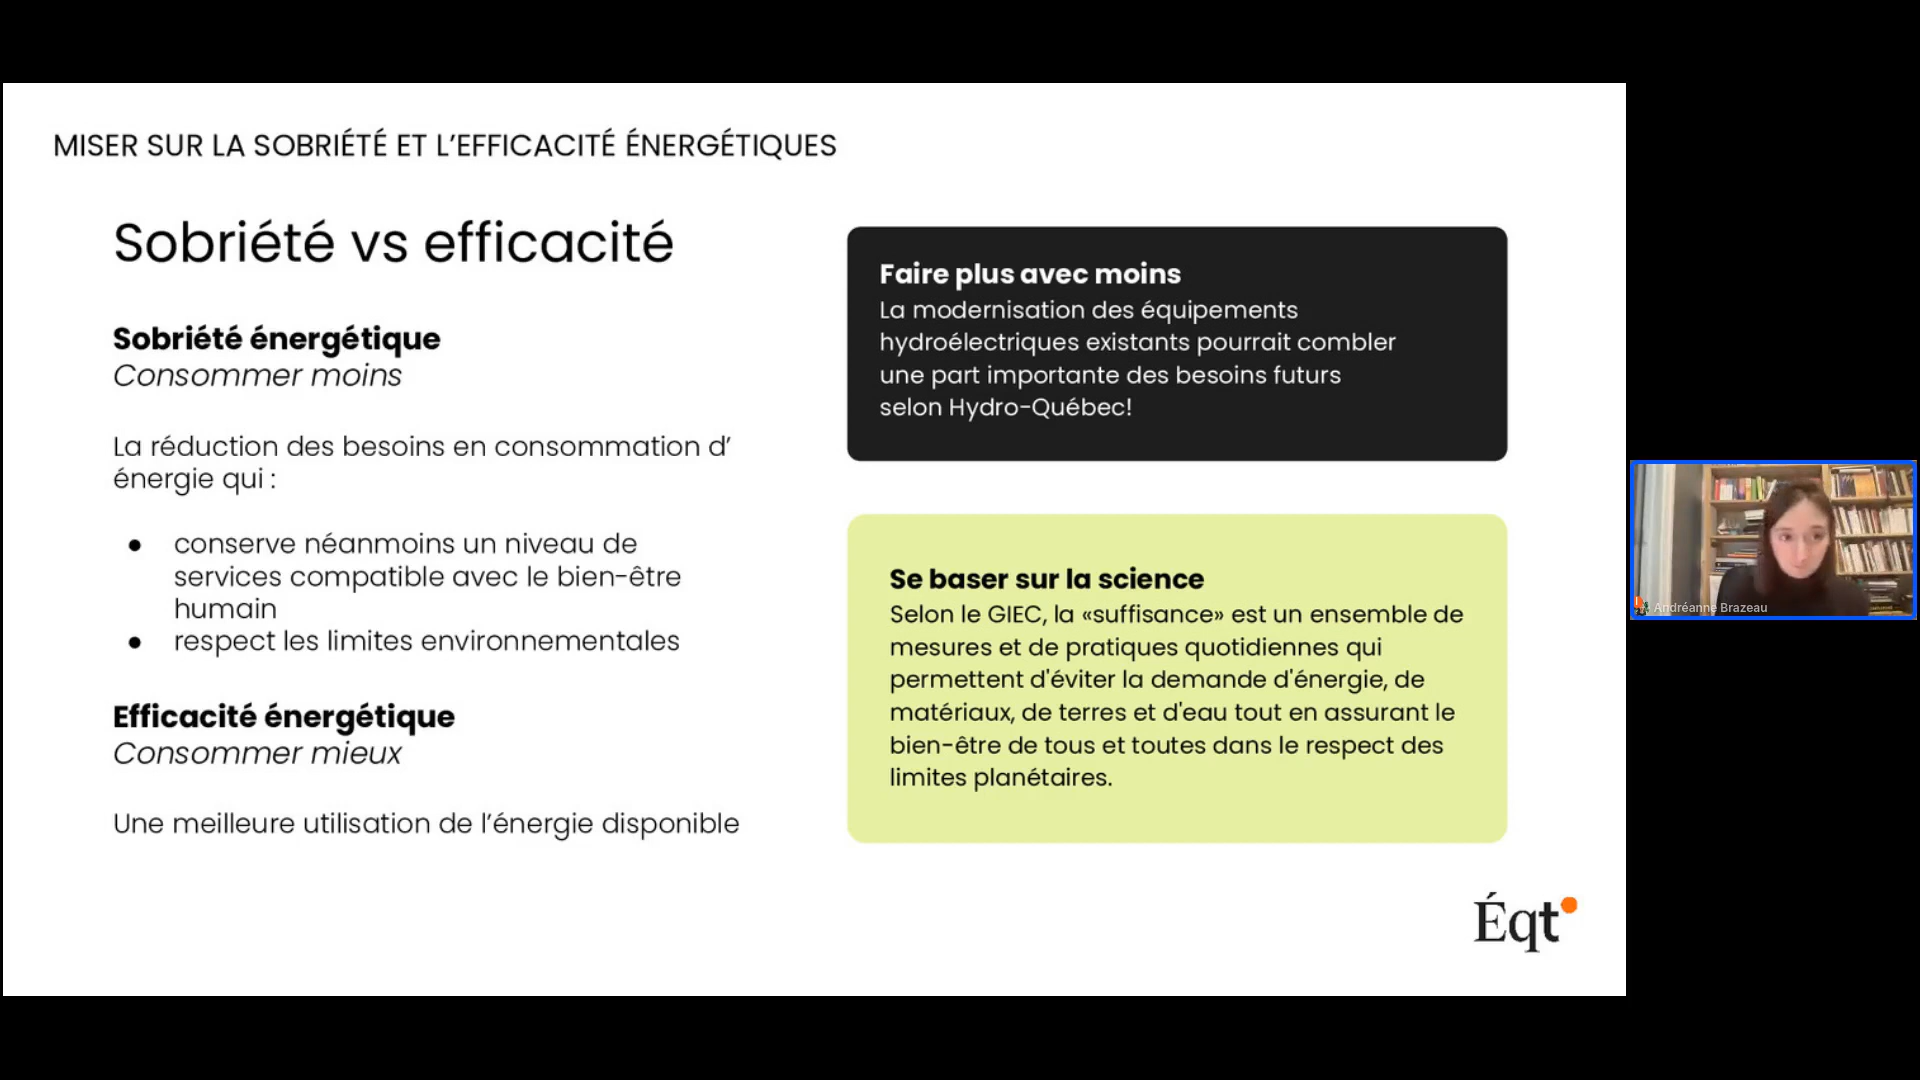 MISER SUR LA SOBRIÉTÉ ET L’EFFICACITÉ ÉNERGÉTIQUES
Sobriété vs efficacité
Sobriété énergétique
Consommer moins
La réduction des besoins en consommation d’
énergie qui :
● conserve néanmoins un niveau de
services compatible avec le bien-être
humain
● respect les limites environnementales
Efficacité énergétique
Consommer mieux
Une meilleure utilisation de l’énergie disponible
Faire plus avec moins
La modernisation des équipements
hydroélectriques existants pourrait combler
une part importante des besoins futurs
selon Hydro-Québec!
Se baser sur la science
Selon le GIEC, la «suffisance» est un ensemble de
mesures et de pratiques quotidiennes qui
permettent d'éviter la demande d'énergie, de
matériaux, de terres et d'eau tout en assurant le
bien-être de tous et toutes dans le respect des
limites planétaires.
Éqt
Andréanne Brazeau